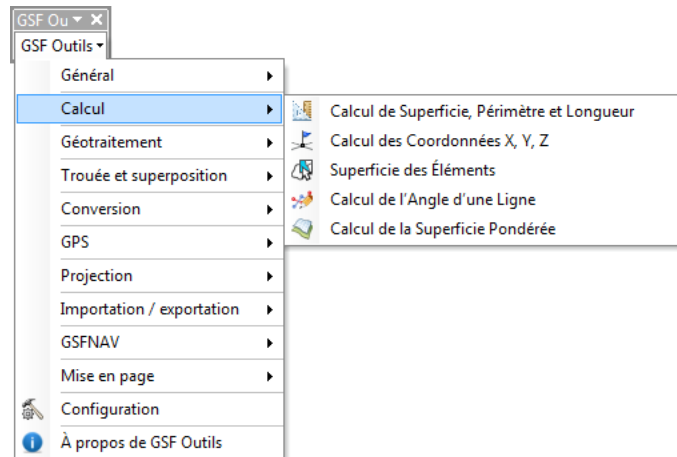 GSF Ou
GSF Outils
Général
Calcul
Géotraitement
Trouée et superposition
Conversion
GPS
Projection
Importation / exportation
GSFNAV
Mise en page
Configuration
À propos de GSF Outils
Calcul de Superficie, Périmètre et Longueur
Calcul des Coordonnées X, Y, Z
Superficie des Éléments
Calcul de l'Angle d'une Ligne
Calcul de la Superficie Pondérée